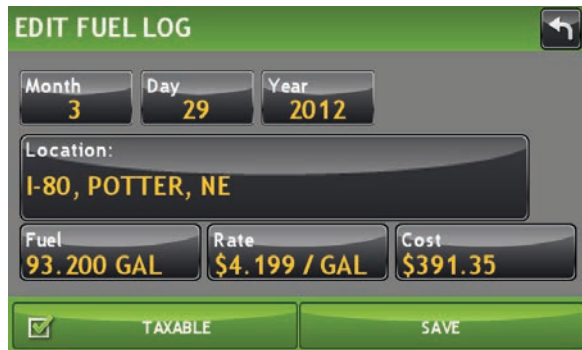 EDIT FUEL LOG
Month Day Year
3 29 2012
Location:
I-80, POTTER, NE
Fuel Rate Cost
93.200 GAL $4.199 / GAL $391.35
TAXABLE SAVE